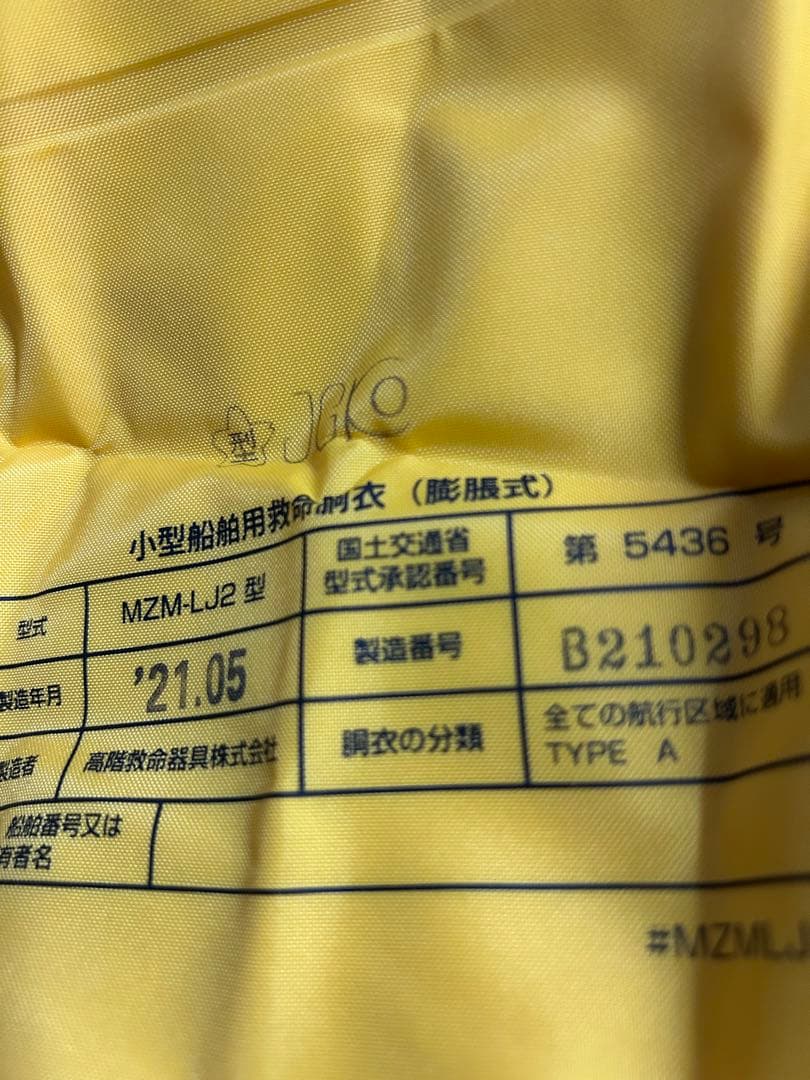 型 JCI KO
小型船舶用救命胴衣（膨脹式）
型式 MZM-LJ2 型 国土交通省 型式承認番号 第 5436 号
製造年月 '21.05 製造番号 B210298
製造者 高階救命器具株式会社 胴衣の分類 全ての航行区域に適用 TYPE A
船舶番号又は
有者名
#MZMLJ